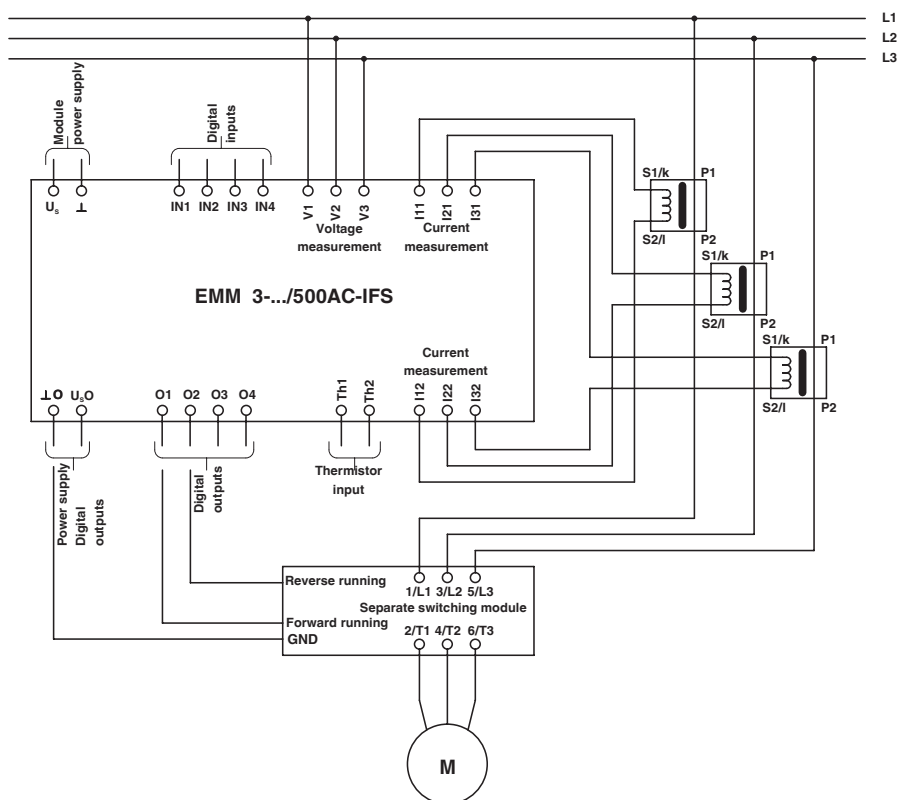 L1
L2
L3
Module
power supply
Digital
inputs
Us
⊥
IN1
IN2
IN3
IN4
V1
V2
V3
Voltage
measurement
I11
I21
I31
Current
measurement
S1/k
P1
S2/l
P2
S1/k
P1
S2/l
P2
S1/k
P1
S2/l
P2
EMM 3-.../500AC-IFS
Current
measurement
⊥O
UsO
O1
O2
O3
O4
Th1
Th2
I12
I22
I32
Power supply
Digital
outputs
Digital
outputs
Thermistor
input
Reverse running
1/L1 3/L2 5/L3
Separate switching module
Forward running
2/T1 4/T2 6/T3
GND
M